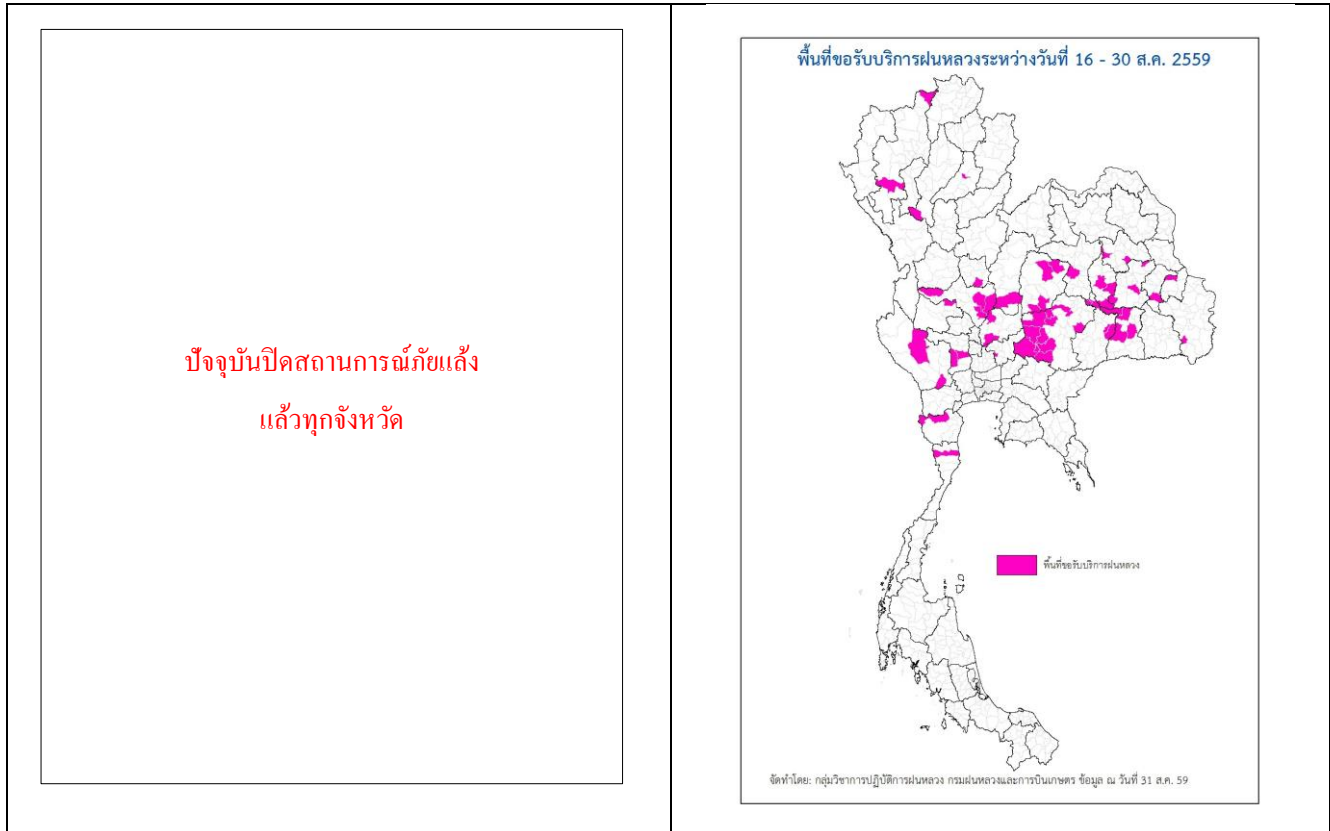 ปัจจุบันปิดสถานการณ์ภัยแล้ง
แล้วทุกจังหวัด
พื้นที่ขอรับบริการฝนหลวงระหว่างวันที่ 16 - 30 ส.ค. 2559
พื้นที่ขอรับบริการฝนหลวง
จัดทำโดย: กลุ่มวิชาการปฏิบัติการฝนหลวง กรมฝนหลวงและการบินเกษตร ข้อมูล ณ วันที่ 31 ส.ค. 59